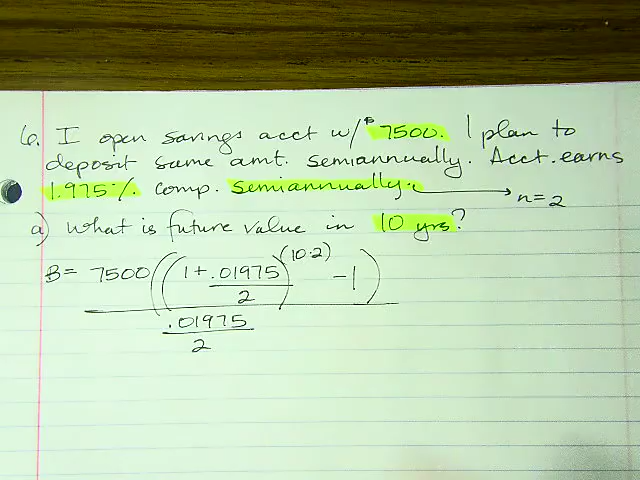 6. I open savings acct w/ $ 7500. I plan to
deposit same amt. semiannually. Acct. earns
1.975% comp. semiannually. → n=2
a) What is future value in 10 yrs?
B= 7500((1+.01975/2)^(10·2) -1)
.01975
2